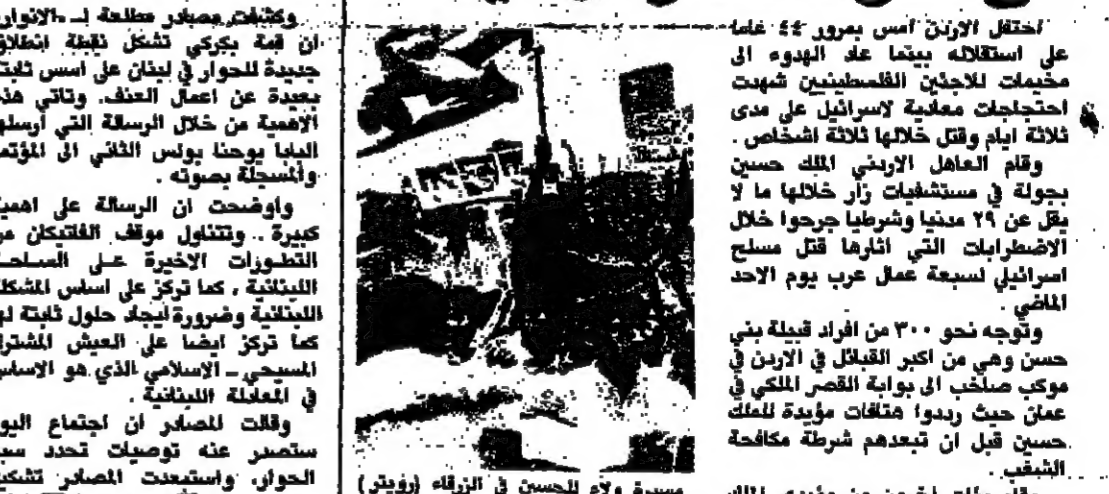 احتفل الاردن امس بمرور ٤٤ عاما
على استقلاله بينما عاد الهدوء الى
مخيمات للاجئين الفلسطينيين شهدت
احتجاجات معادية لاسرائيل على مدى
ثلاثة ايام وقتل خلالها ثلاثة اشخاص .
وقام العاهل الاردني الملك حسين
بجولة في مستشفيات زار خلالها ما لا
يقل عن ٢٩ مدنيا وشرطيا جرحوا خلال
الاضطرابات التي اثارها قتل مسلح
اسرائيلي لسبعة عمال عرب يوم الاحد
الماضي .
وتوجه نحو ٣٠٠ من افراد قبيلة بني
حسن وهي من اكبر القبائل في الاردن في
موكب صاخب الى بوابة القصر الملكي في
عمان حيث رددوا هتافات مؤيدة للملك
حسين قبل ان تبعدهم شرطة مكافحة
الشغب .
مسيرة ولاء للحسين في الزرقاء (رويتر)
وكشفت مصادر مطلعة لـ ـ الانوار
ان قمة بكركي تشكل نقطة انطلاق
جديدة للحوار في لبنان على اسس ثابتة
بعيدة عن اعمال العنف. وتاتي هذه
الاهمية من خلال الرسالة التي ارسلها
البابا يوحنا بولس الثاني الى المؤتمر
والمسجلة بصوته .
واوضحت ان الرسالة على اهمية
كبيرة .. وتتناول موقف الفاتيكان من
التطورات الاخيرة على الساحة
اللبنانية ، كما تركز على اساس المشكلة
اللبنانية وضرورة ايجاد حلول ثابتة لها
كما تركز ايضا على العيش المشترك
المسيحي ـ الاسلامي الذي هو الاساس
في المعادلة اللبنانية .
وقالت المصادر ان اجتماع اليوم
ستصدر عنه توصيات تحدد سبل
الحوار، واستبعدت المصادر تشكيل